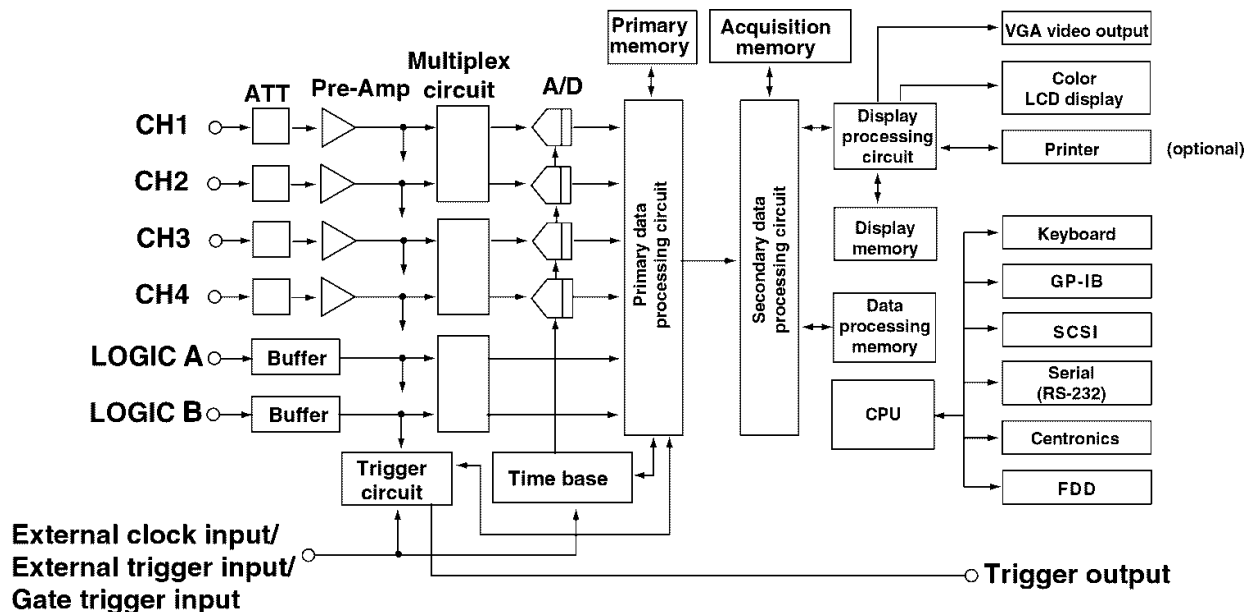 Primary
memory
Acquisition
memory
VGA video output
Multiplex
circuit
ATT
Pre-Amp
A/D
Color
LCD display
CH1
Display
processing
circuit
Printer
(optional)
CH2
Primary data
processing circuit
Secondary data
processing circuit
Display
memory
CH3
Keyboard
CH4
GP-IB
Data
processing
memory
SCSI
LOGIC A
Buffer
Serial
(RS-232)
LOGIC B
Buffer
CPU
Centronics
Trigger
circuit
Time base
FDD
External clock input/
External trigger input/
Gate trigger input
Trigger output